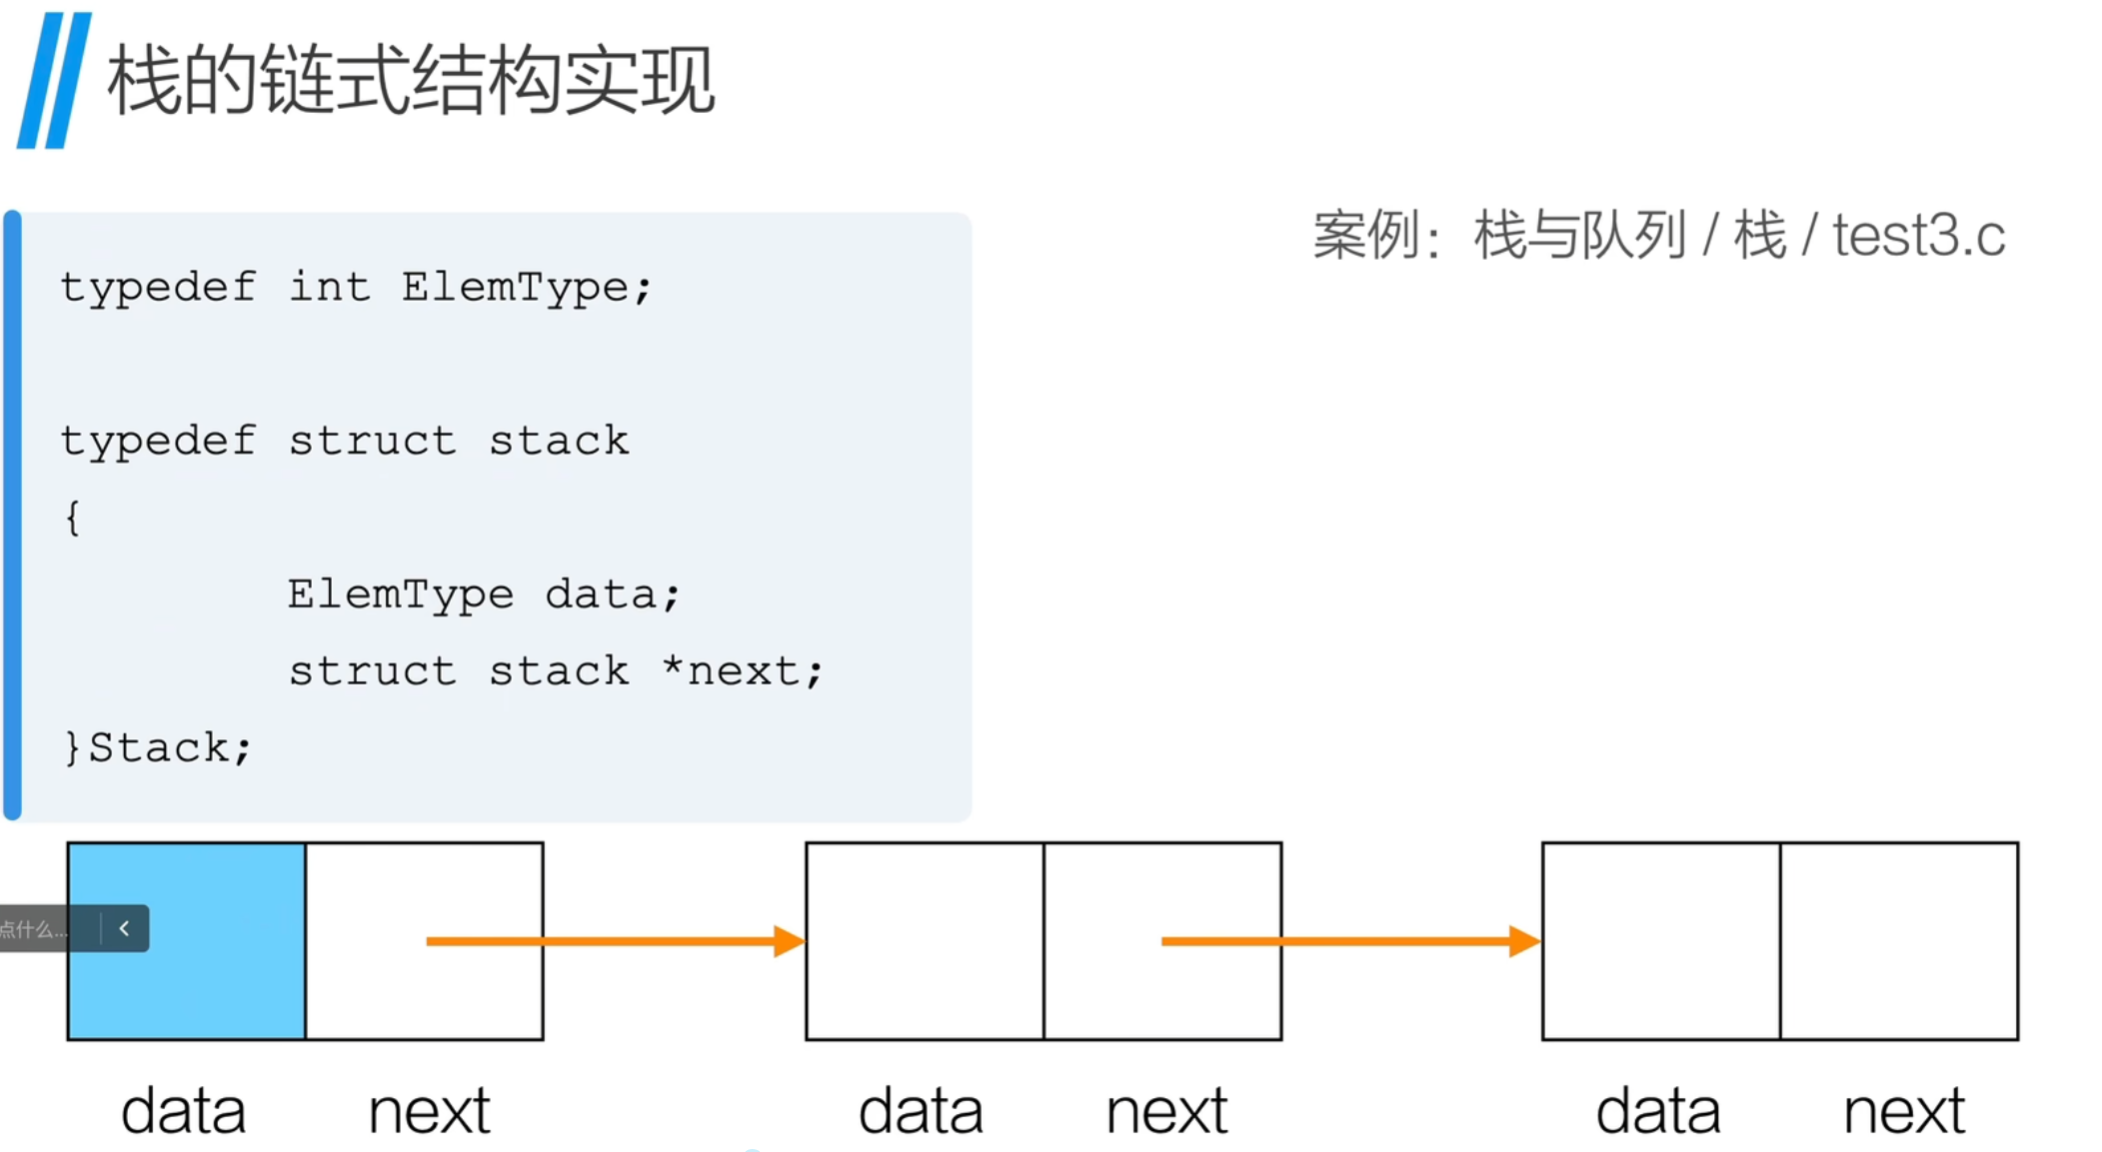 栈的链式结构实现
案例：栈与队列 / 栈 / test3.c
typedef int ElemType;
typedef struct stack
{
ElemType data;
struct stack *next;
}Stack;
点什么...
data next data next data next